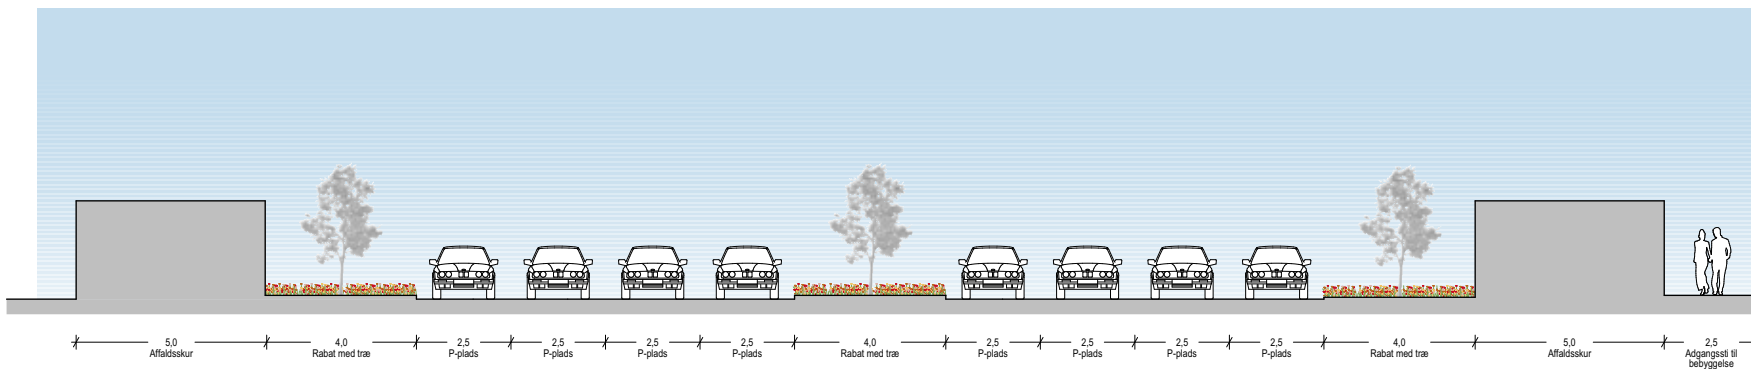 5,0
Affaldsskur
4,0
Rabat med træ
2,5
P-plads
2,5
P-plads
2,5
P-plads
2,5
P-plads
4,0
Rabat med træ
2,5
P-plads
2,5
P-plads
2,5
P-plads
2,5
P-plads
4,0
Rabat med træ
5,0
Affaldsskur
2,5
Adgangssti til
bebyggelse